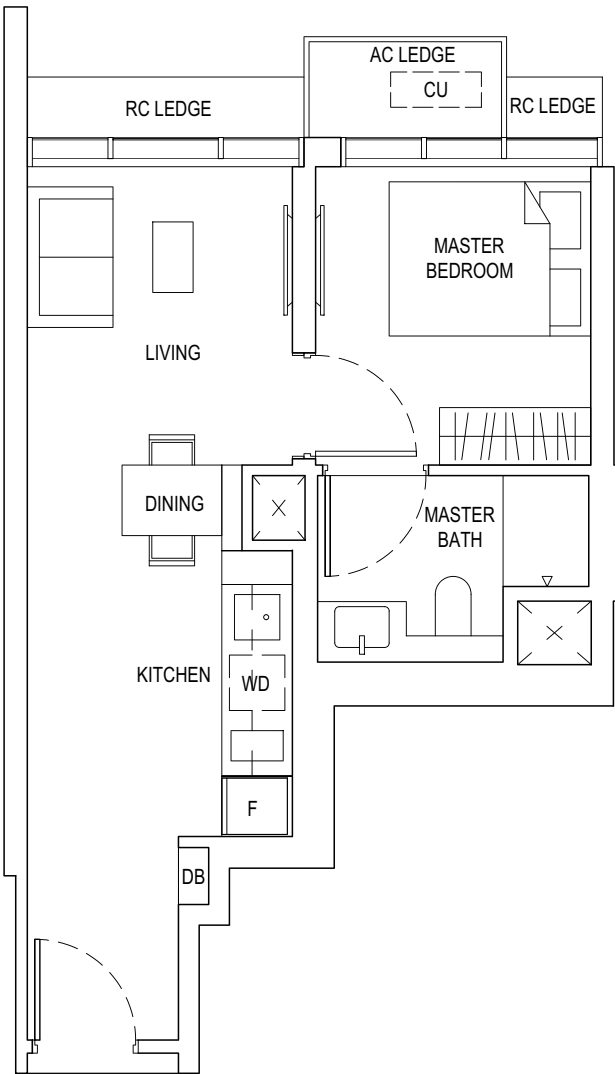 AC LEDGE
CU
RC LEDGE
RC LEDGE
MASTER
BEDROOM
LIVING
DINING
MASTER
BATH
KITCHEN
WD
F
DB